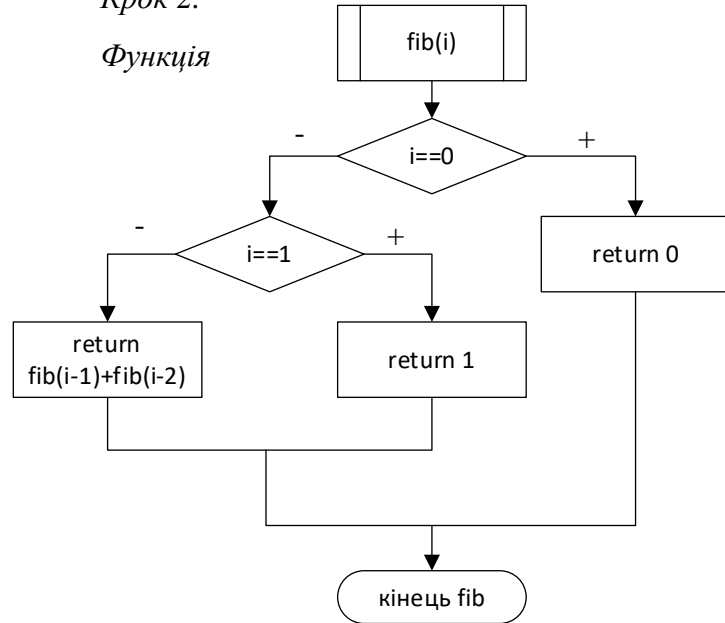 Крок 2.
Функція
fib(i)
-
i==0
+
-
i==1
+
return 0
return
fib(i-1)+fib(i-2)
return 1
кінець fib